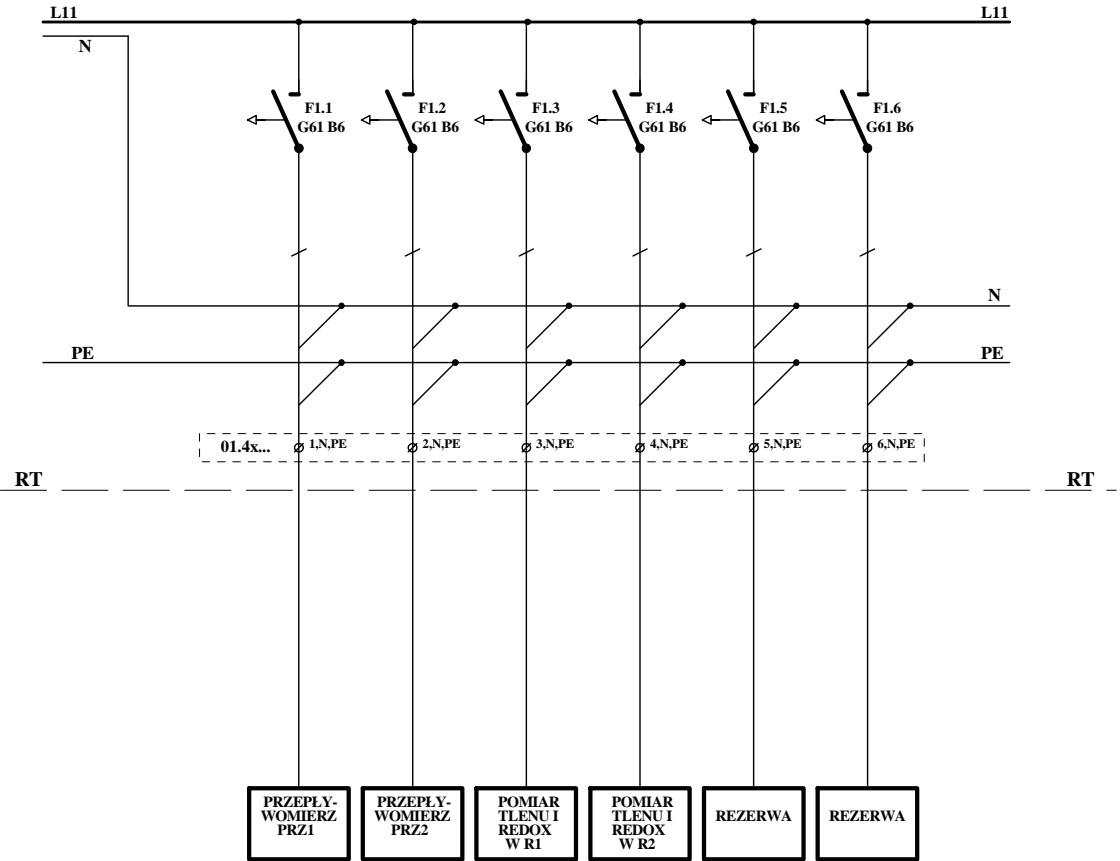 L11 L11
N
F1.1 F1.2 F1.3 F1.4 F1.5 F1.6
G61 B6 G61 B6 G61 B6 G61 B6 G61 B6 G61 B6
N
PE PE
01.4x... 1,N,PE 2,N,PE 3,N,PE 4,N,PE 5,N,PE 6,N,PE
RT RT
PRZEPŁY-
WOMIERZ
PRZ1
PRZEPŁY-
WOMIERZ
PRZ2
POMIAR
TLENU I
REDOX
W R1
POMIAR
TLENU I
REDOX
W R2
REZERWA
REZERWA